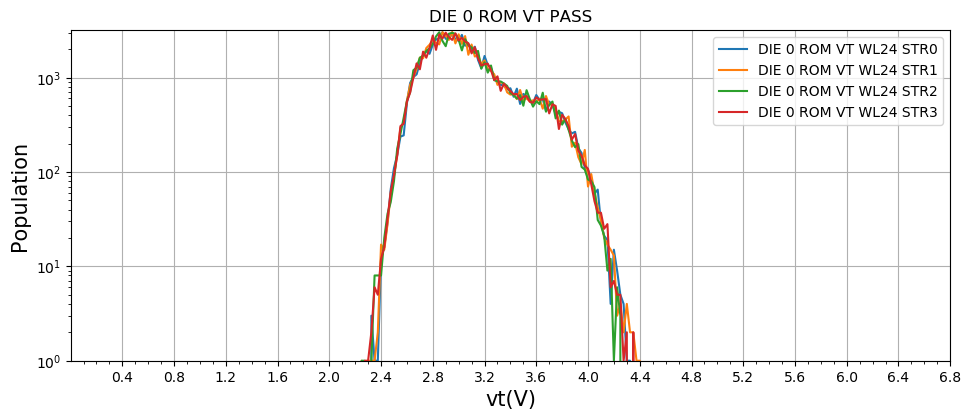 DIE 0 ROM VT PASS
DIE 0 ROM VT WL24 STR0
DIE 0 ROM VT WL24 STR1
DIE 0 ROM VT WL24 STR2
DIE 0 ROM VT WL24 STR3
Population
10³
10²
10¹
10⁰
0.4 0.8 1.2 1.6 2.0 2.4 2.8 3.2 3.6 4.0 4.4 4.8 5.2 5.6 6.0 6.4 6.8
vt(V)